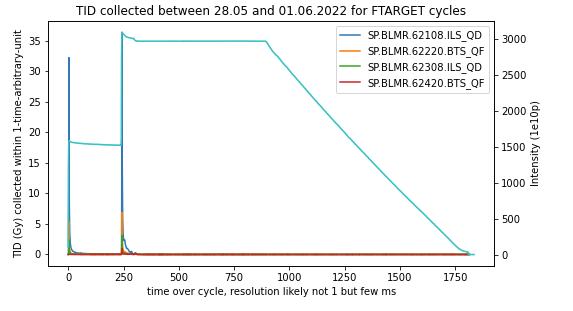 TID collected between 28.05 and 01.06.2022 for FTARGET cycles
TID (Gy) collected within 1-time-arbitrary-unit
35
30
25
20
15
10
5
0
SP.BLMR.62108.ILS_QD
SP.BLMR.62220.BTS_QF
SP.BLMR.62308.ILS_QD
SP.BLMR.62420.BTS_QF
3000
2500
2000
1500
1000
500
0
Intensity (1e10p)
0 250 500 750 1000 1250 1500 1750
time over cycle, resolution likely not 1 but few ms